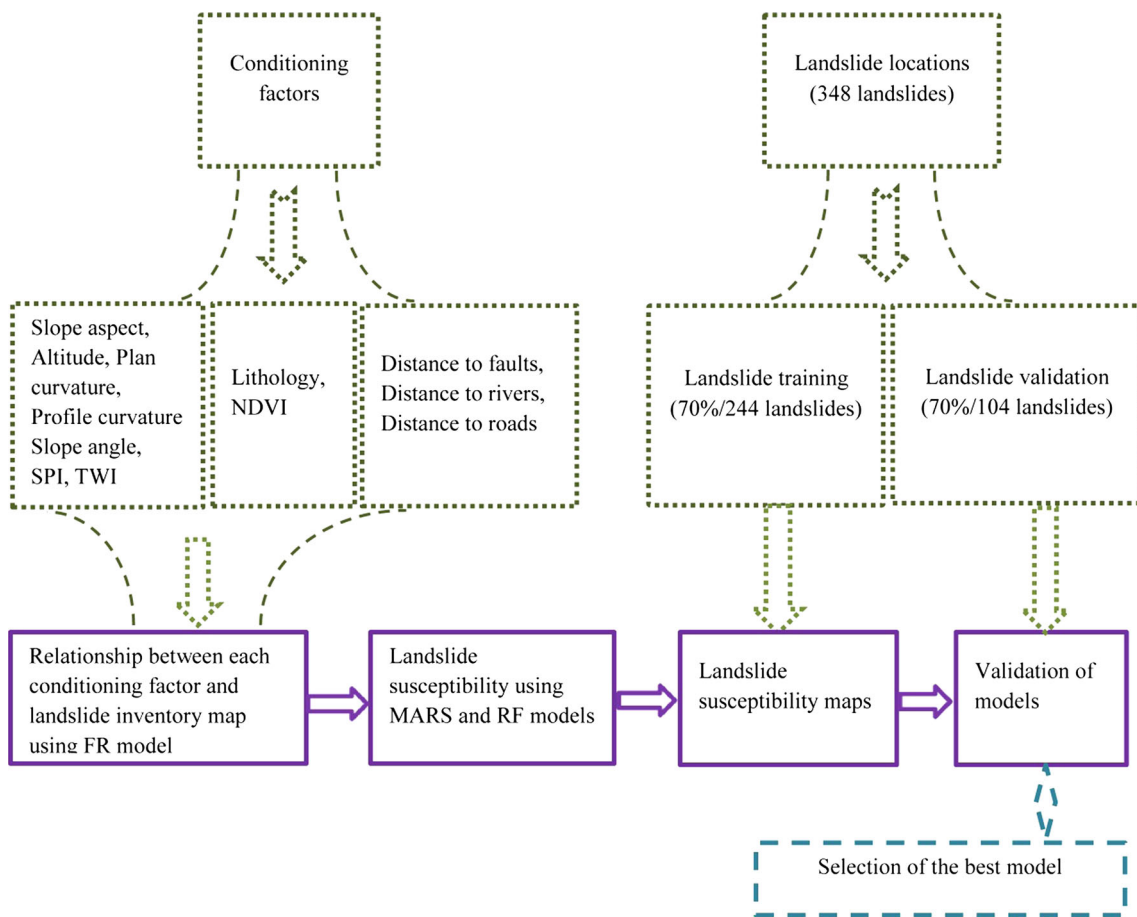 Conditioning
factors
Landslide locations
(348 landslides)
Slope aspect,
Altitude, Plan
curvature,
Profile curvature
Slope angle,
SPI, TWI
Lithology,
NDVI
Distance to faults,
Distance to rivers,
Distance to roads
Landslide training
(70%/244 landslides)
Landslide validation
(70%/104 landslides)
Relationship between each
conditioning factor and
landslide inventory map
using FR model
Landslide
susceptibility using
MARS and RF models
Landslide
susceptibility maps
Validation of
models
Selection of the best model